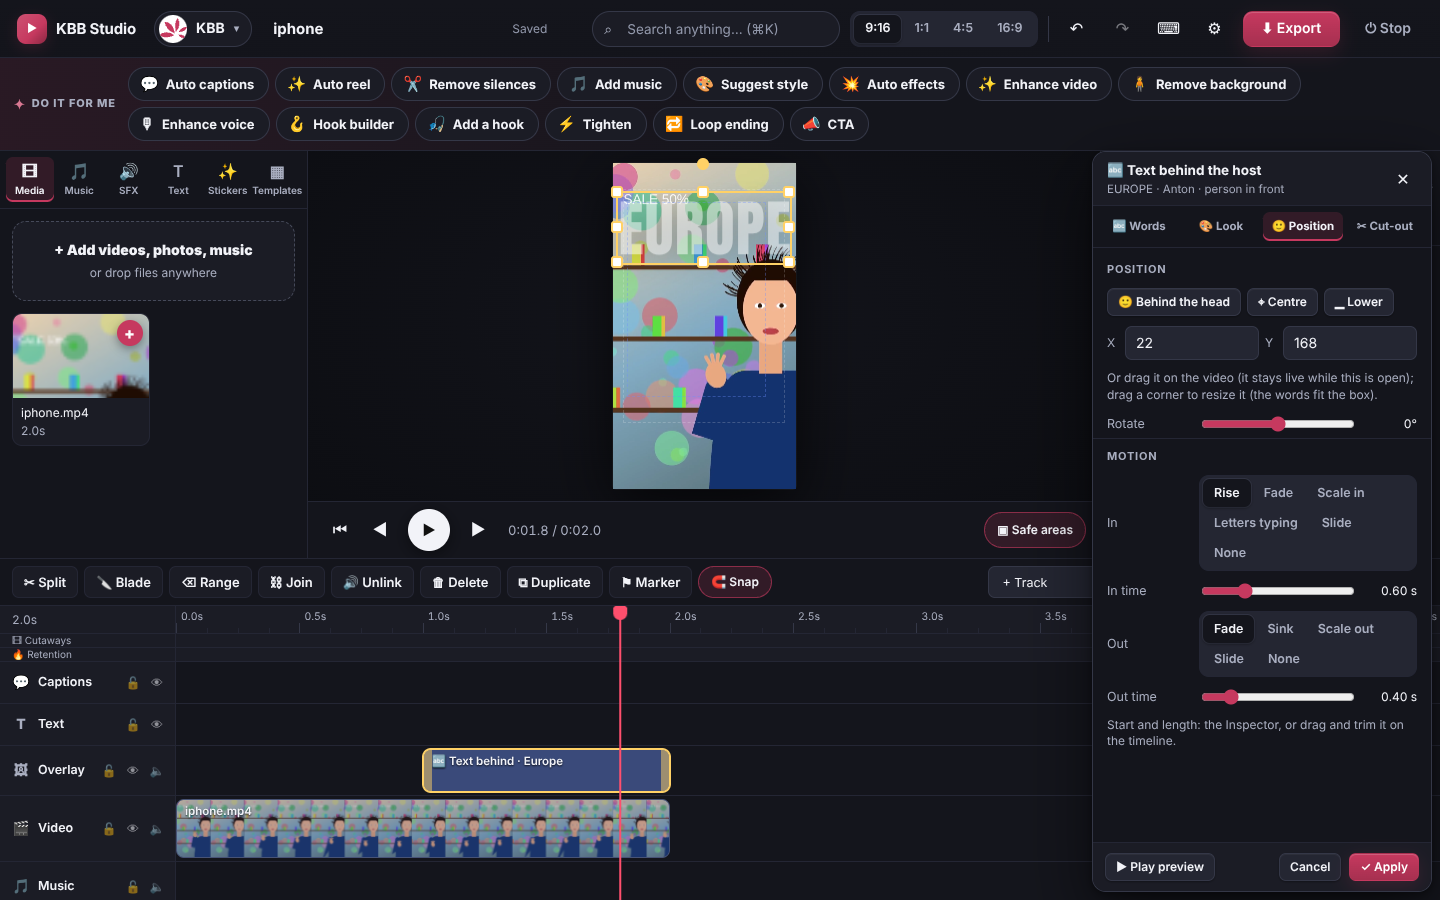 KBB Studio
KBB
iphone
Saved
Search anything... (⌘K)
9:16
1:1
4:5
16:9
Export
Stop
DO IT FOR ME
Auto captions
Auto reel
Remove silences
Add music
Suggest style
Auto effects
Enhance video
Remove background
Enhance voice
Hook builder
Add a hook
Tighten
Loop ending
CTA
Media
Music
SFX
T
Text
Stickers
Templates
+ Add videos, photos, music
or drop files anywhere
SALE 50%
iphone.mp4
2.0s
SALE 50%
EUROPE
0:01.8 / 0:02.0
Safe areas
Text behind the host
EUROPE · Anton · person in front
Words
Look
Position
Cut-out
POSITION
Behind the head
Centre
Lower
X
22
Y
168
Or drag it on the video (it stays live while this is open);
drag a corner to resize it (the words fit the box).
Rotate
0°
MOTION
In
Rise
Fade
Scale in
Letters typing
Slide
None
In time
0.60 s
Out
Fade
Sink
Scale out
Slide
None
Out time
0.40 s
Start and length: the Inspector, or drag and trim it on
the timeline.
Play preview
Cancel
Apply
Split
Blade
Range
Join
Unlink
Delete
Duplicate
Marker
Snap
+ Track
2.0s
0.0s
0.5s
1.0s
1.5s
2.0s
2.5s
3.0s
3.5s
Cutaways
Retention
Captions
T
Text
Overlay
Text behind · Europe
Video
iphone.mp4
Music